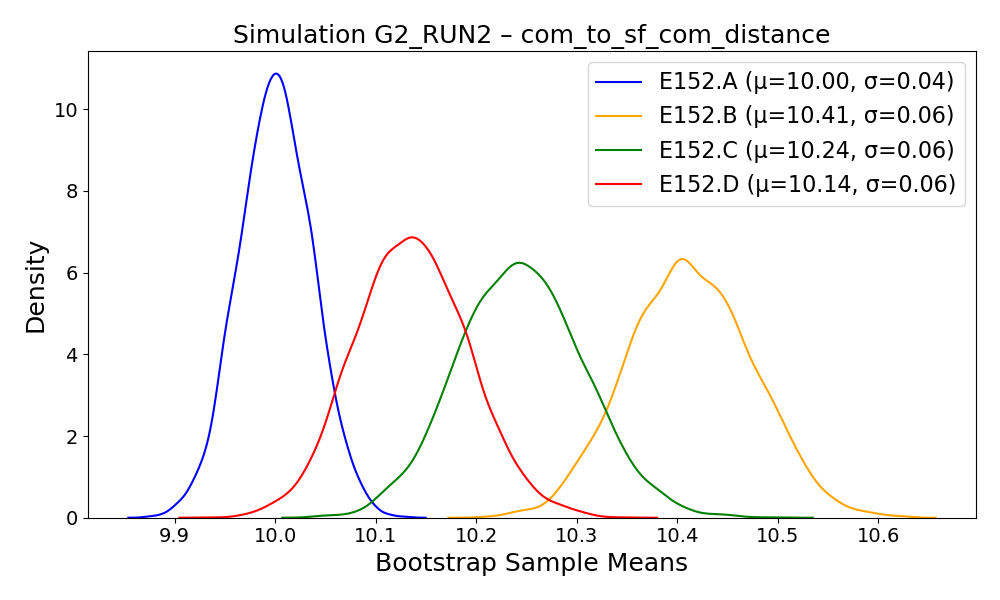 Simulation G2_RUN2 – com_to_sf_com_distance
E152.A (μ=10.00, σ=0.04)
E152.B (μ=10.41, σ=0.06)
E152.C (μ=10.24, σ=0.06)
E152.D (μ=10.14, σ=0.06)
Density
10
8
6
4
2
0
9.9 10.0 10.1 10.2 10.3 10.4 10.5 10.6
Bootstrap Sample Means